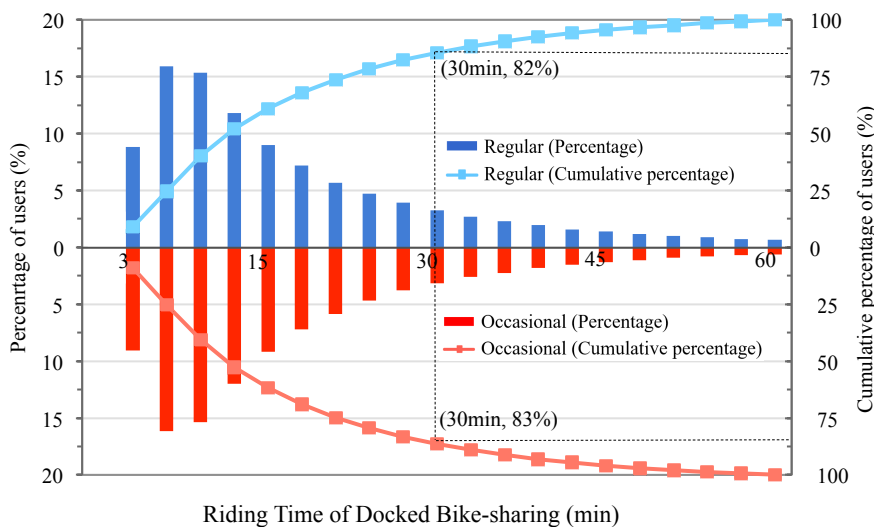 20
15
10
5
0
5
10
15
20
100
75
50
25
0
25
50
75
100
Percenrtage of users (%)
Cumulative percentage of users (%)
(30min, 82%)
Regular (Percentage)
Regular (Cumulative percentage)
3
15
30
45
60
Occasional (Percentage)
Occasional (Cumulative percentage)
(30min, 83%)
Riding Time of Docked Bike-sharing (min)